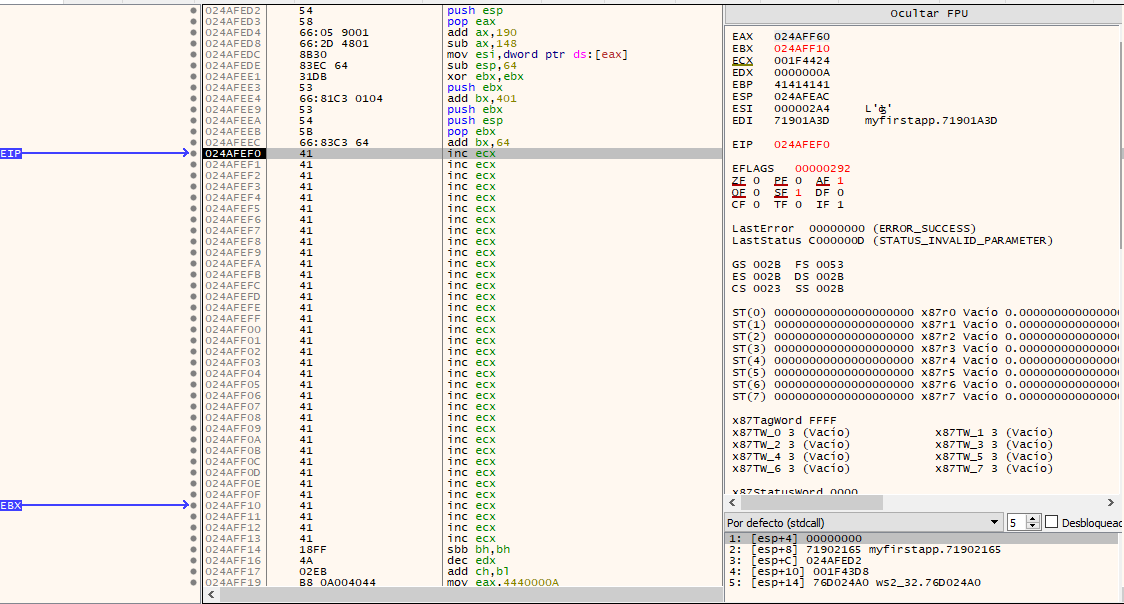 Ocultar FPU
024AFED2 54 push esp
024AFED3 58 pop eax
024AFED4 66:05 9001 add ax,190
024AFED8 66:2D 4801 sub ax,148
024AFEDC 8B30 mov esi,dword ptr ds:[eax]
024AFEDE 83EC 64 sub esp,64
024AFEE1 31DB xor ebx,ebx
024AFEE3 53 push ebx
024AFEE4 66:81C3 0104 add bx,401
024AFEE9 53 push ebx
024AFEEA 54 push esp
024AFEEB 5B pop ebx
024AFEEC 66:83C3 64 add bx,64
EIP 024AFEF0 41 inc ecx
024AFEF1 41 inc ecx
024AFEF2 41 inc ecx
024AFEF3 41 inc ecx
024AFEF4 41 inc ecx
024AFEF5 41 inc ecx
024AFEF6 41 inc ecx
024AFEF7 41 inc ecx
024AFEF8 41 inc ecx
024AFEF9 41 inc ecx
024AFEFA 41 inc ecx
024AFEFB 41 inc ecx
024AFEFC 41 inc ecx
024AFEFD 41 inc ecx
024AFEFE 41 inc ecx
024AFEFF 41 inc ecx
024AFF00 41 inc ecx
024AFF01 41 inc ecx
024AFF02 41 inc ecx
024AFF03 41 inc ecx
024AFF04 41 inc ecx
024AFF05 41 inc ecx
024AFF06 41 inc ecx
024AFF07 41 inc ecx
024AFF08 41 inc ecx
024AFF09 41 inc ecx
024AFF0A 41 inc ecx
024AFF0B 41 inc ecx
024AFF0C 41 inc ecx
024AFF0D 41 inc ecx
024AFF0E 41 inc ecx
024AFF0F 41 inc ecx
EBX 024AFF10 41 inc ecx
024AFF11 41 inc ecx
024AFF12 41 inc ecx
024AFF13 41 inc ecx
024AFF14 18FF sbb bh,bh
024AFF16 4A dec edx
024AFF17 02EB add ch,bl
024AFF19 B8 0A004044 mov eax,4440000A
EAX 024AFF60
EBX 024AFF10
ECX 001F4424
EDX 0000000A
EBP 41414141
ESP 024AFEAC
ESI 000002A4 L'ʤ'
EDI 71901A3D myfirstapp.71901A3D
EIP 024AFEF0
EFLAGS 00000292
ZF 0 PF 0 AF 1
OF 0 SF 1 DF 0
CF 0 TF 0 IF 1
LastError 00000000 (ERROR_SUCCESS)
LastStatus C000000D (STATUS_INVALID_PARAMETER)
GS 002B FS 0053
ES 002B DS 002B
CS 0023 SS 002B
ST(0) 00000000000000000000 x87r0 Vacío 0.0000000000000
ST(1) 00000000000000000000 x87r1 Vacío 0.0000000000000
ST(2) 00000000000000000000 x87r2 Vacío 0.0000000000000
ST(3) 00000000000000000000 x87r3 Vacío 0.0000000000000
ST(4) 00000000000000000000 x87r4 Vacío 0.0000000000000
ST(5) 00000000000000000000 x87r5 Vacío 0.0000000000000
ST(6) 00000000000000000000 x87r6 Vacío 0.0000000000000
ST(7) 00000000000000000000 x87r7 Vacío 0.0000000000000
x87TagWord FFFF
x87TW_0 3 (Vacío) x87TW_1 3 (Vacío)
x87TW_2 3 (Vacío) x87TW_3 3 (Vacío)
x87TW_4 3 (Vacío) x87TW_5 3 (Vacío)
x87TW_6 3 (Vacío) x87TW_7 3 (Vacío)
x87StatusWord 0000
Por defecto (stdcall) 5 Desbloquead
1: [esp+4] 00000000
2: [esp+8] 71902165 myfirstapp.71902165
3: [esp+C] 024AFED2
4: [esp+10] 001F43D8
5: [esp+14] 76D024A0 ws2_32.76D024A0